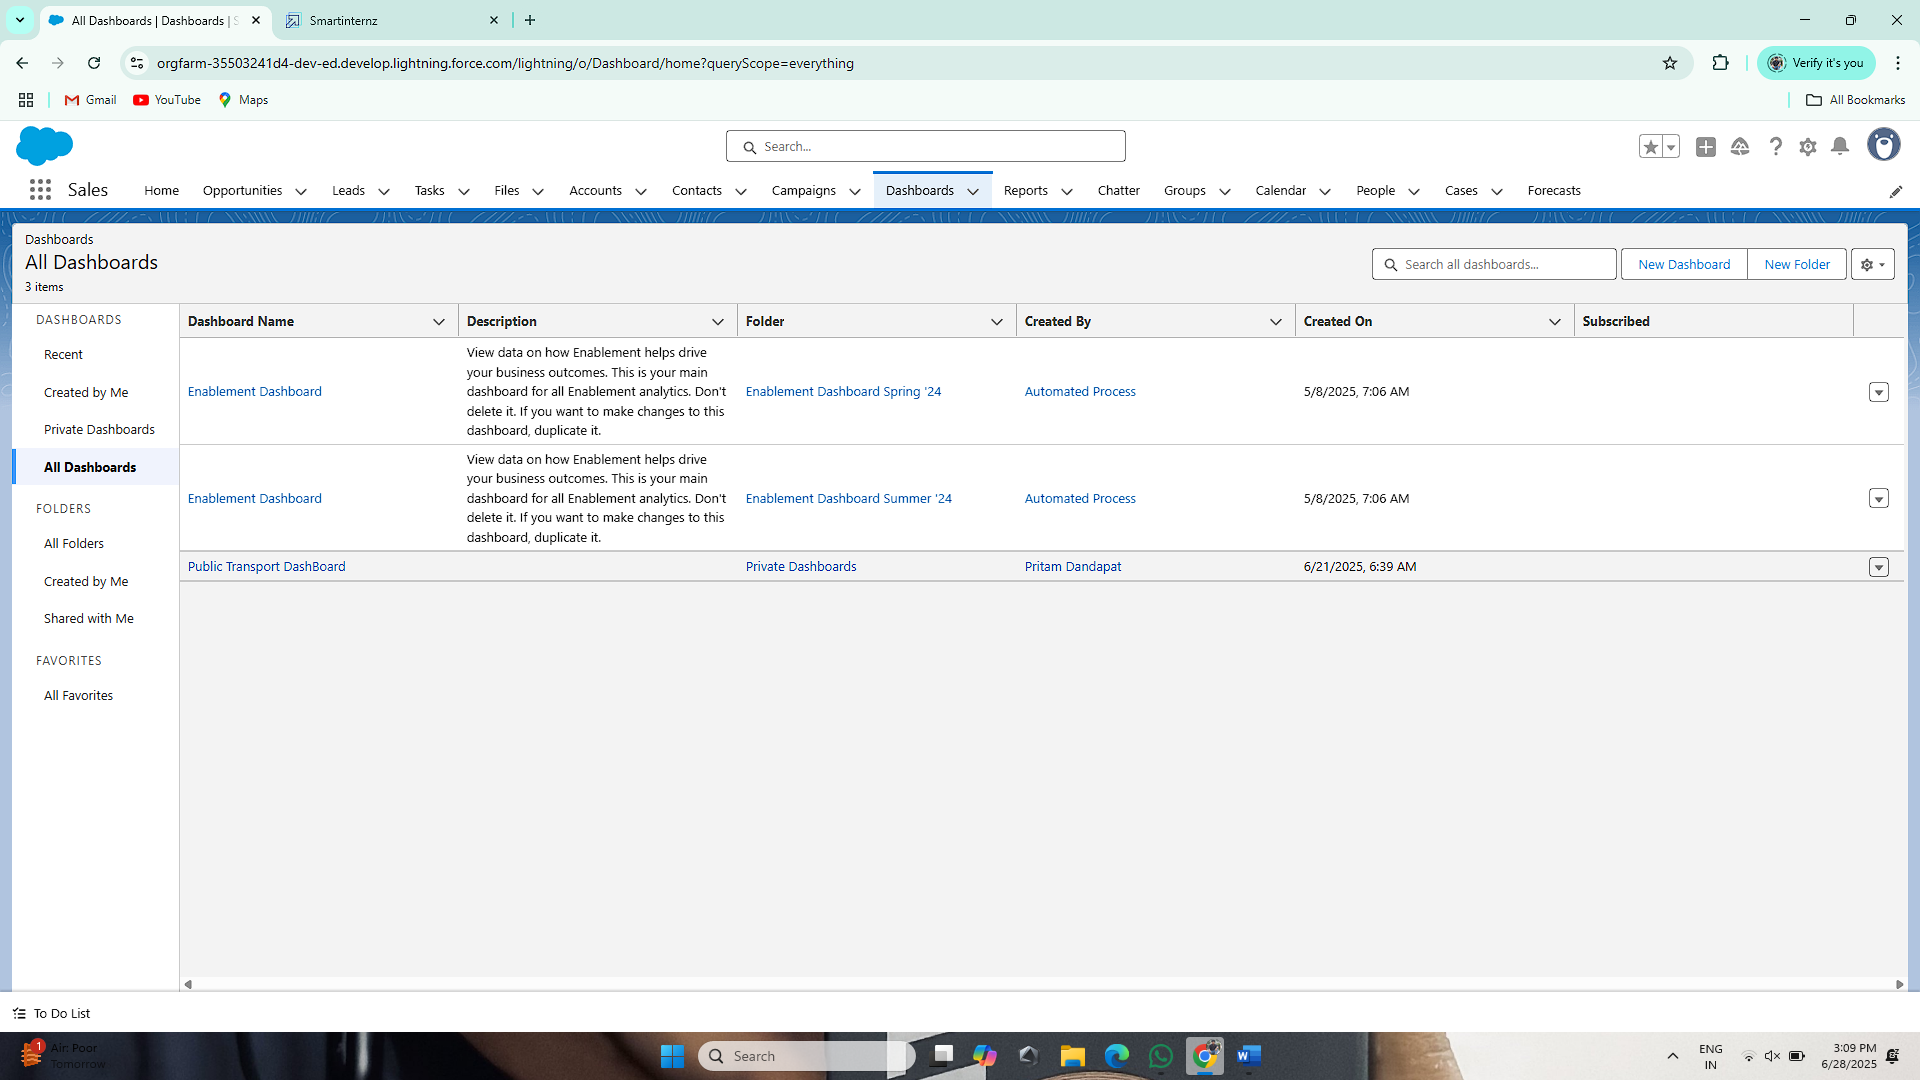 All Dashboards | Dashboards | S
Smartinternz
orgfarm-35503241d4-dev-ed.develop.lightning.force.com/lightning/o/Dashboard/home?queryScope=everything
Verify it's you
Gmail
YouTube
Maps
All Bookmarks
Search...
Sales
Home
Opportunities
Leads
Tasks
Files
Accounts
Contacts
Campaigns
Dashboards
Reports
Chatter
Groups
Calendar
People
Cases
Forecasts
Dashboards
All Dashboards
3 items
Search all dashboards...
New Dashboard
New Folder
DASHBOARDS
Recent
Created by Me
Private Dashboards
All Dashboards
FOLDERS
All Folders
Created by Me
Shared with Me
FAVORITES
All Favorites
Dashboard Name
Description
Folder
Created By
Created On
Subscribed
Enablement Dashboard
View data on how Enablement helps drive
your business outcomes. This is your main
dashboard for all Enablement analytics. Don't
delete it. If you want to make changes to this
dashboard, duplicate it.
Enablement Dashboard Spring '24
Automated Process
5/8/2025, 7:06 AM
Enablement Dashboard
View data on how Enablement helps drive
your business outcomes. This is your main
dashboard for all Enablement analytics. Don't
delete it. If you want to make changes to this
dashboard, duplicate it.
Enablement Dashboard Summer '24
Automated Process
5/8/2025, 7:06 AM
Public Transport DashBoard
Private Dashboards
Pritam Dandapat
6/21/2025, 6:39 AM
To Do List
1
Air: Poor
Tomorrow
Search
ENG
IN
3:09 PM
6/28/2025